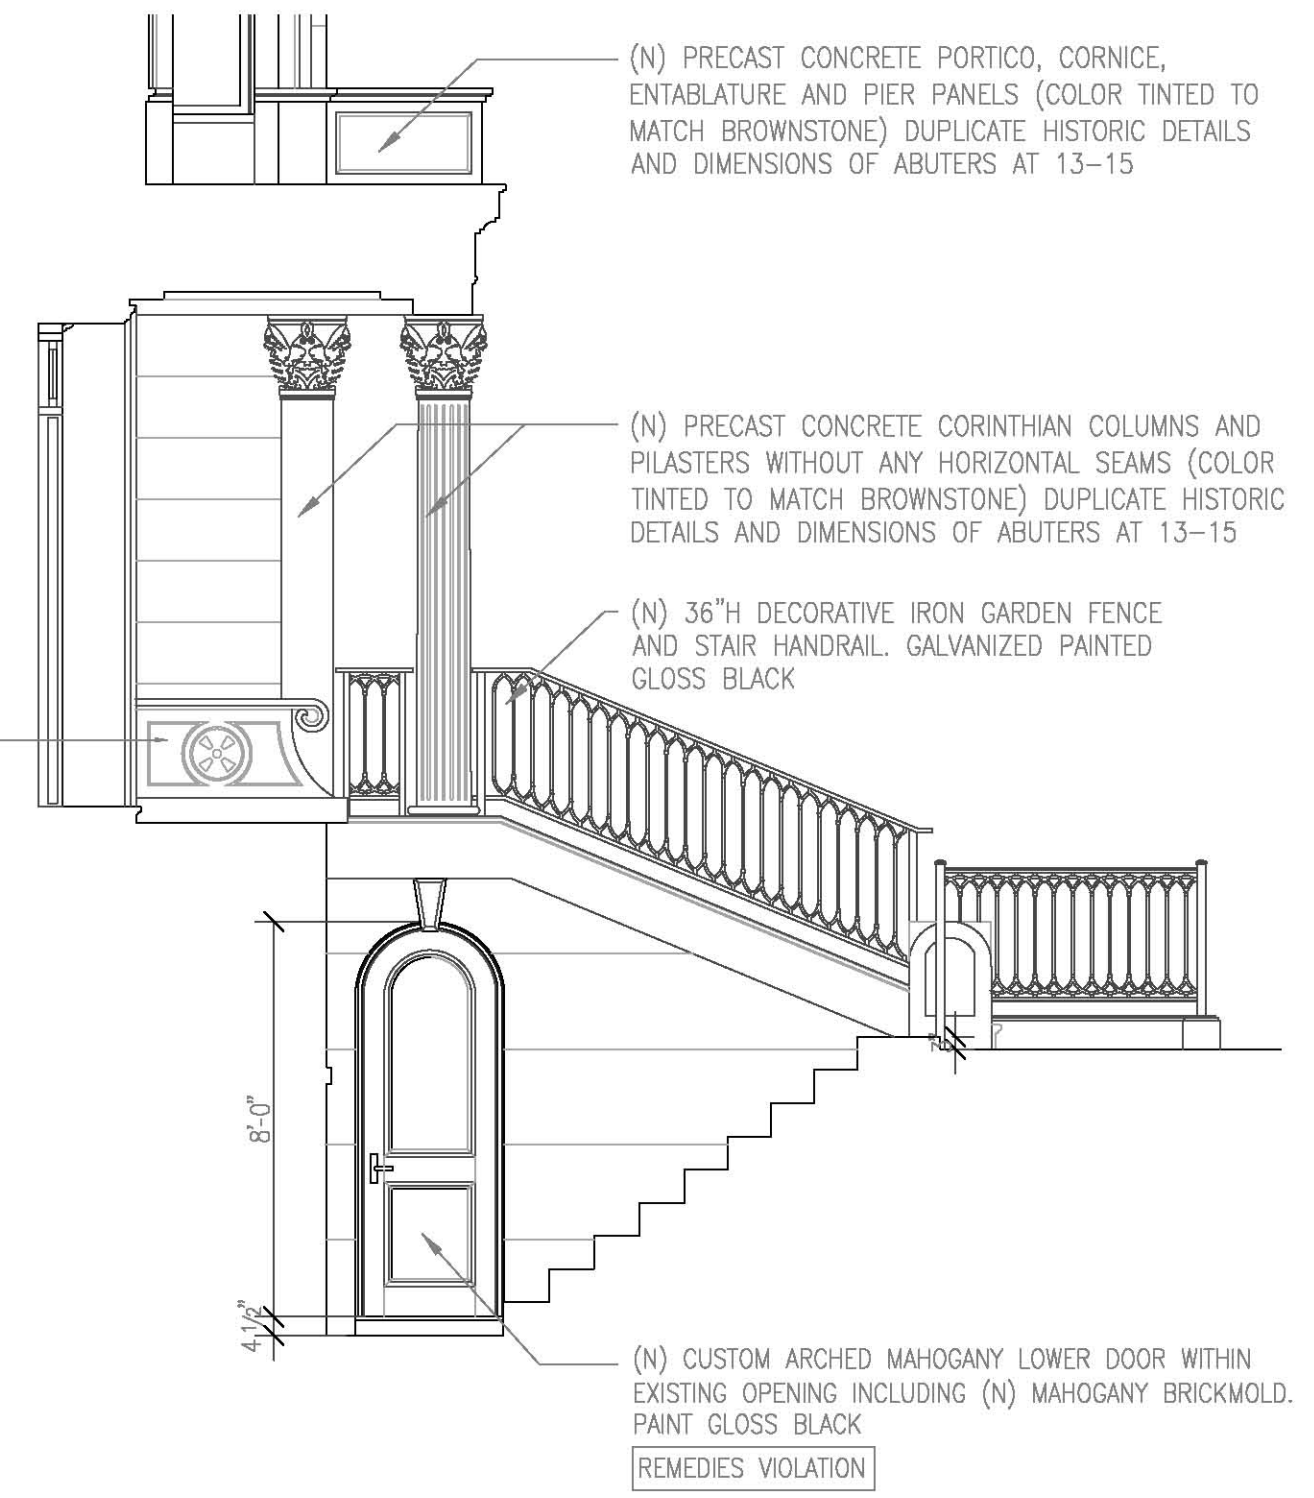 (N) PRECAST CONCRETE PORTICO, CORNICE,
ENTABLATURE AND PIER PANELS (COLOR TINTED TO
MATCH BROWNSTONE) DUPLICATE HISTORIC DETAILS
AND DIMENSIONS OF ABUTERS AT 13-15
(N) PRECAST CONCRETE CORINTHIAN COLUMNS AND
PILASTERS WITHOUT ANY HORIZONTAL SEAMS (COLOR
TINTED TO MATCH BROWNSTONE) DUPLICATE HISTORIC
DETAILS AND DIMENSIONS OF ABUTERS AT 13-15
(N) 36"H DECORATIVE IRON GARDEN FENCE
AND STAIR HANDRAIL. GALVANIZED PAINTED
GLOSS BLACK
8'-0"
4 1/2"
(N) CUSTOM ARCHED MAHOGANY LOWER DOOR WITHIN
EXISTING OPENING INCLUDING (N) MAHOGANY BRICKMOLD.
PAINT GLOSS BLACK
REMEDIES VIOLATION